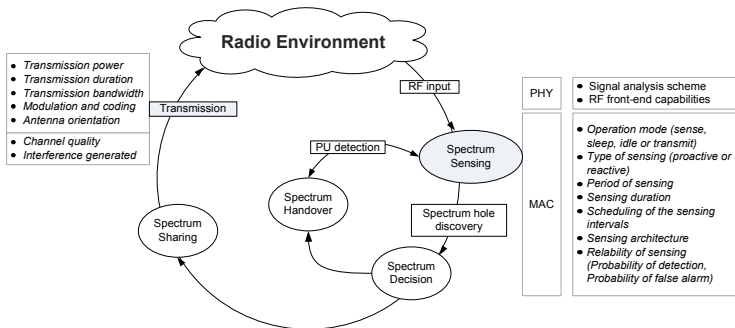 Radio Environment
• Transmission power
• Transmission duration
• Transmission bandwidth
• Modulation and coding
• Antenna orientation
• Channel quality
• Interference generated
Transmission
RF input
PHY
• Signal analysis scheme
• RF front-end capabilities
PU detection
Spectrum
Sensing
Spectrum
Handover
Spectrum hole
discovery
Spectrum
Sharing
Spectrum
Decision
MAC
• Operation mode (sense,
sleep, idle or transmit)
• Type of sensing (proactive or
reactive)
• Period of sensing
• Sensing duration
• Scheduling of the sensing
intervals
• Sensing architecture
• Relability of sensing
(Probability of detection,
Probability of false alarm)